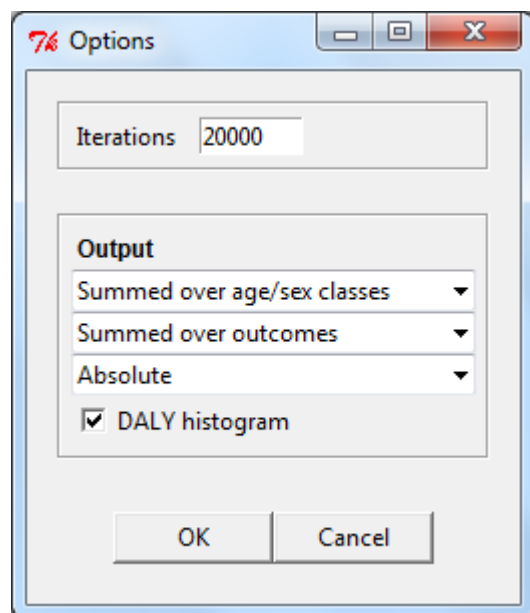 Options
Iterations 20000
Output
Summed over age/sex classes
Summed over outcomes
Absolute
DALY histogram
OK Cancel